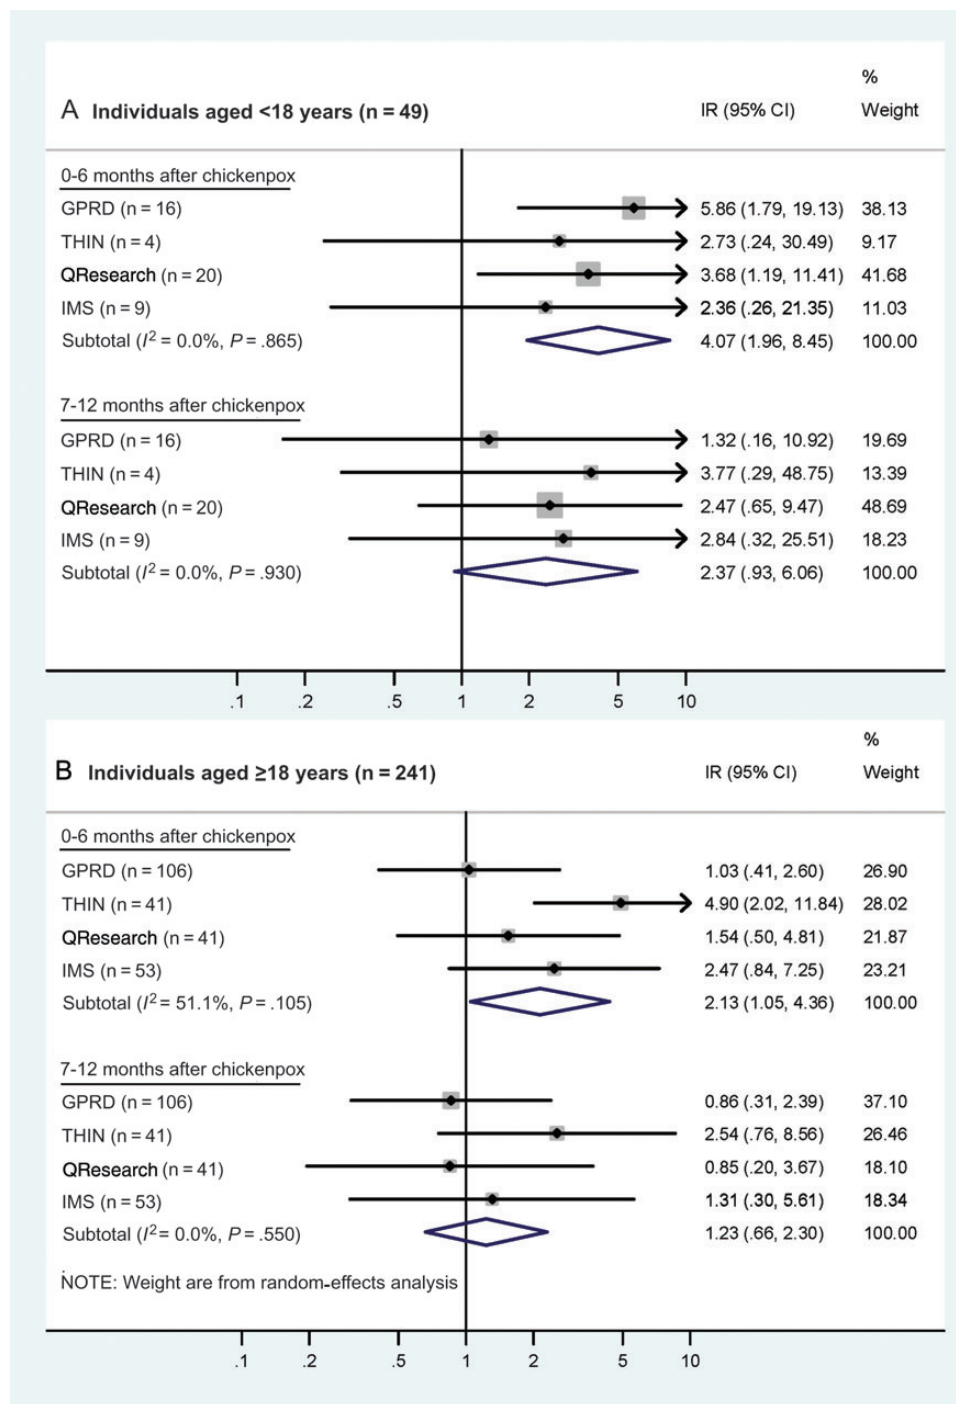 %
A Individuals aged <18 years (n = 49) IR (95% CI) Weight
0-6 months after chickenpox
GPRD (n = 16) 5.86 (1.79, 19.13) 38.13
THIN (n = 4) 2.73 (.24, 30.49) 9.17
QResearch (n = 20) 3.68 (1.19, 11.41) 41.68
IMS (n = 9) 2.36 (.26, 21.35) 11.03
Subtotal (I² = 0.0%, P = .865) 4.07 (1.96, 8.45) 100.00
7-12 months after chickenpox
GPRD (n = 16) 1.32 (.16, 10.92) 19.69
THIN (n = 4) 3.77 (.29, 48.75) 13.39
QResearch (n = 20) 2.47 (.65, 9.47) 48.69
IMS (n = 9) 2.84 (.32, 25.51) 18.23
Subtotal (I² = 0.0%, P = .930) 2.37 (.93, 6.06) 100.00
.1 .2 .5 1 2 5 10
%
B Individuals aged ≥18 years (n = 241) IR (95% CI) Weight
0-6 months after chickenpox
GPRD (n = 106) 1.03 (.41, 2.60) 26.90
THIN (n = 41) 4.90 (2.02, 11.84) 28.02
QResearch (n = 41) 1.54 (.50, 4.81) 21.87
IMS (n = 53) 2.47 (.84, 7.25) 23.21
Subtotal (I² = 51.1%, P = .105) 2.13 (1.05, 4.36) 100.00
7-12 months after chickenpox
GPRD (n = 106) 0.86 (.31, 2.39) 37.10
THIN (n = 41) 2.54 (.76, 8.56) 26.46
QResearch (n = 41) 0.85 (.20, 3.67) 18.10
IMS (n = 53) 1.31 (.30, 5.61) 18.34
Subtotal (I² = 0.0%, P = .550) 1.23 (.66, 2.30) 100.00
NOTE: Weight are from random-effects analysis
.1 .2 .5 1 2 5 10